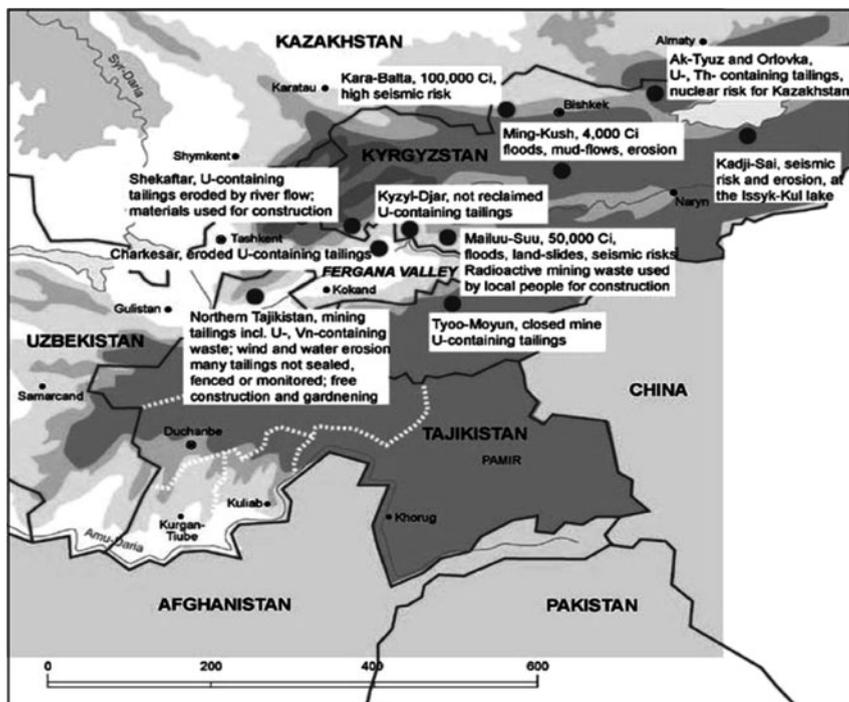 KAZAKHSTAN
Almaty
Syr-Daria
Karatau
Kara-Balta, 100,000 Ci,
high seismic risk
Ak-Tyuz and Orlovka,
U-, Th- containing tailings,
nuclear risk for Kazakhstan
Bishkek
Ming-Kush, 4,000 Ci
floods, mud-flows, erosion
Shymkent
KYRGYZSTAN
Kadji-Sai, seismic
risk and erosion, at
the Issyk-Kul lake
Shekaftar, U-containing
tailings eroded by river flow;
materials used for construction
Kyzyl-Djar, not reclaimed
U-containing tailings
Naryn
Tashkent
Charkesar, eroded U-containing tailings
Mailuu-Suu, 50,000 Ci,
floods, land-slides, seismic risks
Radioactive mining waste used
by local people for construction
FERGANA VALLEY
Kokand
Gulistan
Northern Tajikistan, mining
tailings incl. U-, Vn-containing
waste; wind and water erosion
many tailings not sealed,
fenced or monitored; free
construction and gardnening
Tyoo-Moyun, closed mine
U-containing tailings
UZBEKISTAN
Samarcand
CHINA
Duchanbe
TAJIKISTAN
PAMIR
Kuliab
Kurgan-
Tiube
Khorug
Amu-Daria
AFGHANISTAN
PAKISTAN
0 200 400 600